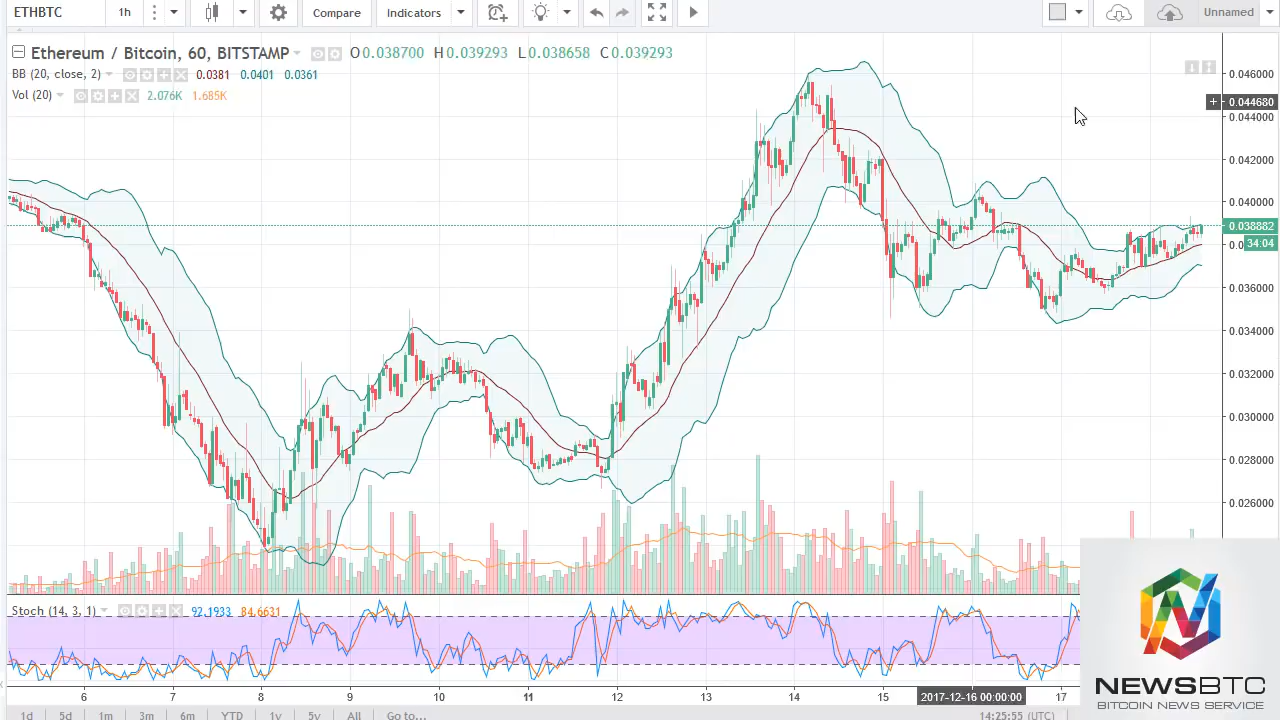 ETHBTC 1h Compare Indicators Unnamed
Ethereum / Bitcoin, 60, BITSTAMP O0.038700 H0.039293 L0.038658 C0.039293
BB (20, close, 2) 0.0381 0.0401 0.0361
Vol (20) 2.076K 1.685K
0.046000
0.044680
0.044000
0.042000
0.040000
0.038882
34:04
0.036000
0.034000
0.032000
0.030000
0.028000
0.026000
Stoch (14, 3, 1) 92.1933 84.6631
6 7 8 9 10 11 12 13 14 15 2017-12-16 00:00:00 17
1d 5d 1m 3m 6m YTD 1y 5y All Go to... 14:25:55 (UTC)
NEWSBTC
BITCOIN NEWS SERVICE